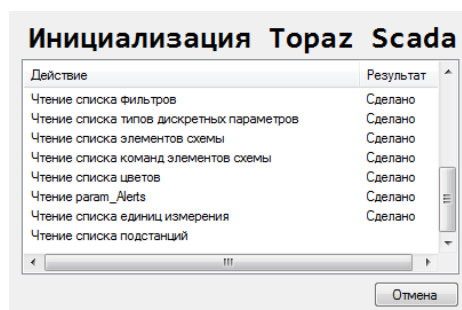 Инициализация Topaz Scada
Действие Результат
Чтение списка фильтров Сделано
Чтение списка типов дискретных параметров Сделано
Чтение списка элементов схемы Сделано
Чтение списка команд элементов схемы Сделано
Чтение списка цветов Сделано
Чтение param_Alerts Сделано
Чтение списка единиц измерения Сделано
Чтение списка подстанций
Отмена